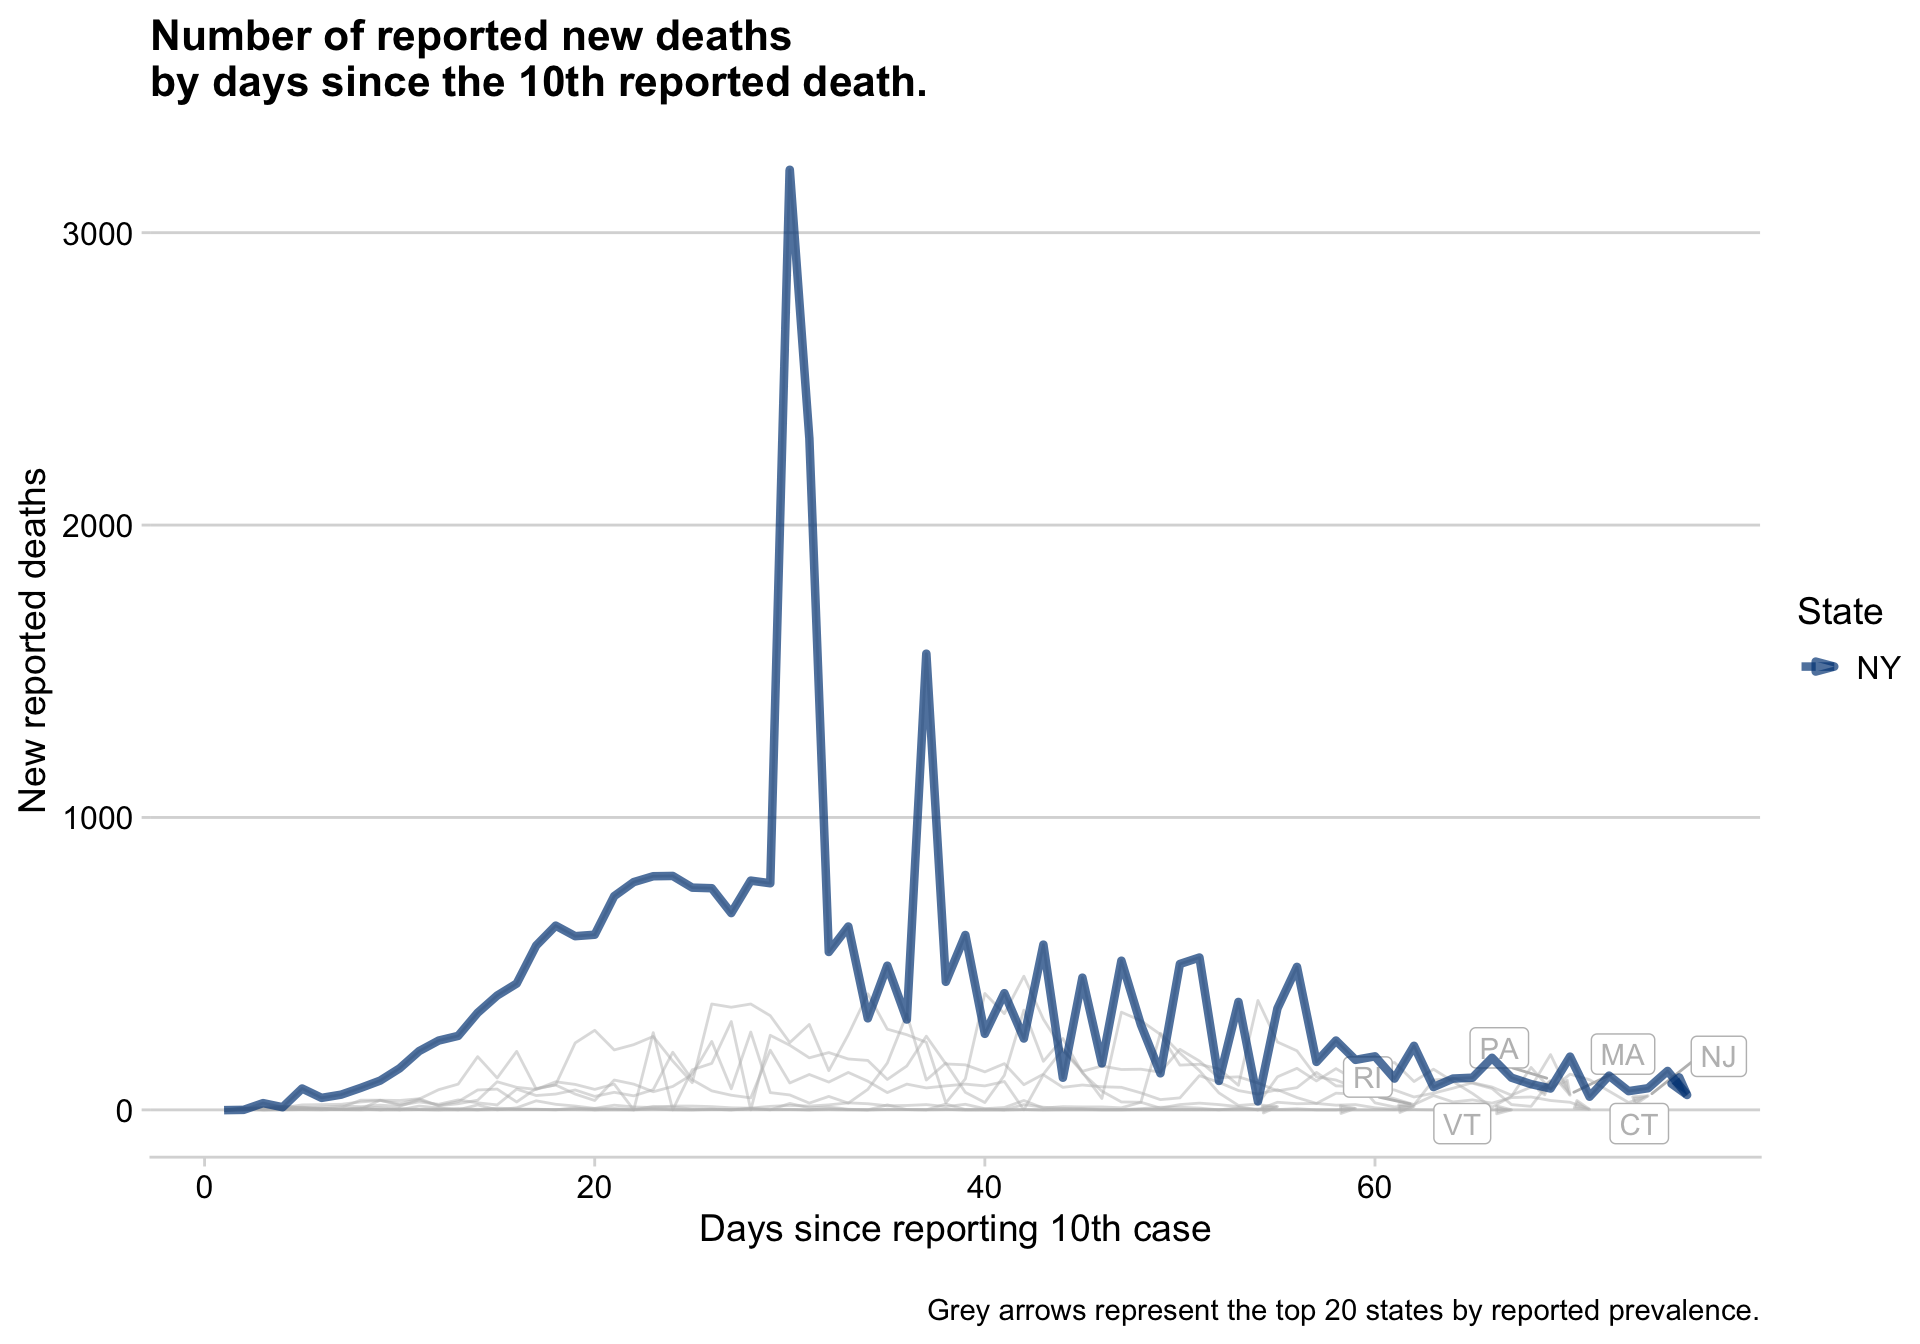 Number of reported new deaths
by days since the 10th reported death.
New reported deaths
3000
2000
1000
0
0
20
40
60
RI
PA
VT
MA
CT
NJ
State
NY
Days since reporting 10th case
Grey arrows represent the top 20 states by reported prevalence.